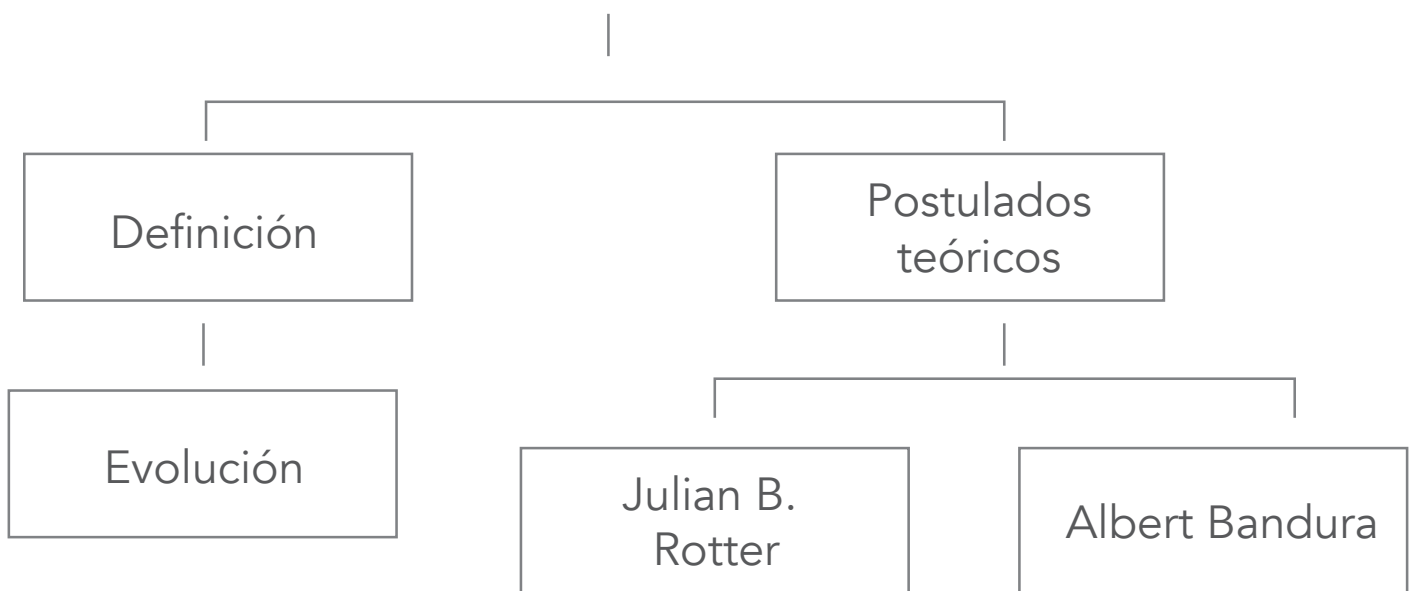 Definición
Postulados
teóricos
Evolución
Julian B.
Rotter
Albert Bandura